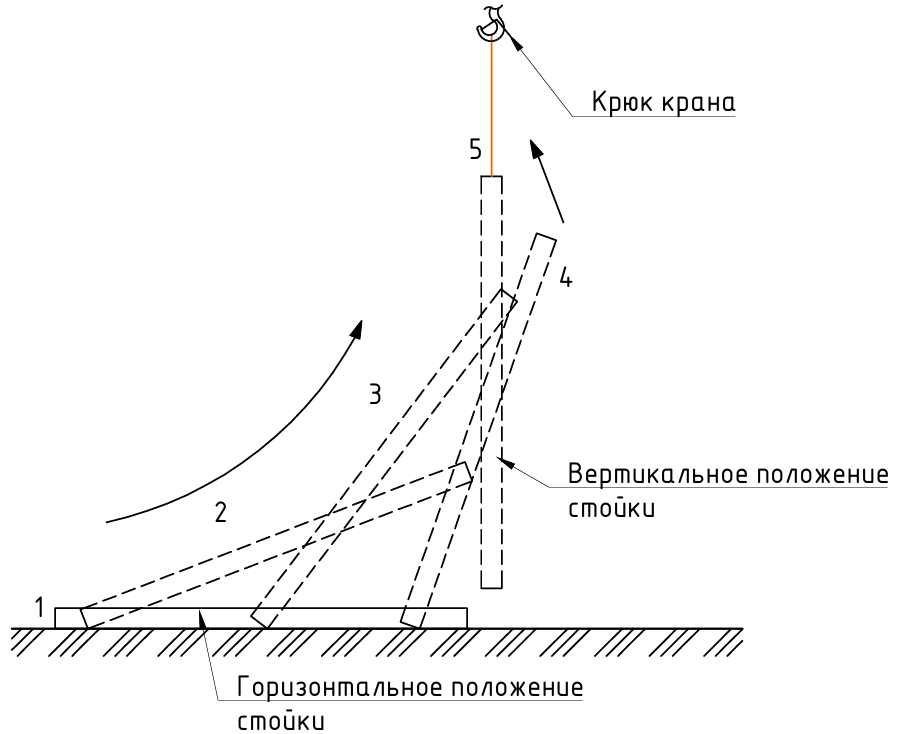 Крюк крана
5
4
3
Вертикальное положение
стойки
2
1
Горизонтальное положение
стойки